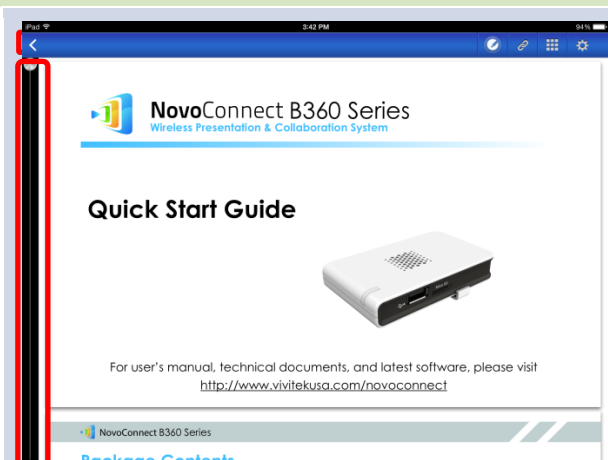 iPad 3:42 PM 94%
NovoConnect B360 Series
Wireless Presentation & Collaboration System
Quick Start Guide
For user's manual, technical documents, and latest software, please visit
http://www.vivitekusa.com/novoconnect
NovoConnect B360 Series
Package Contents